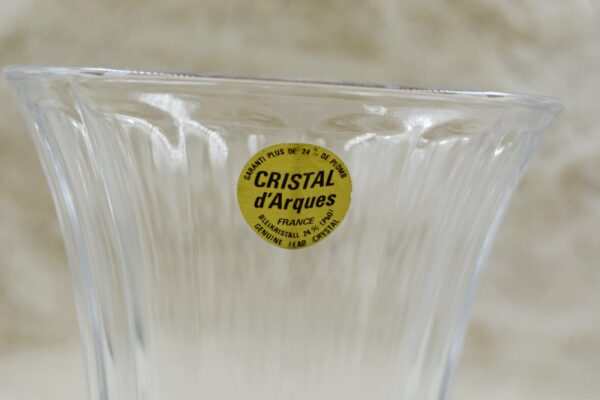 GARANTI PLUS DE 24 % DE PLOMB
CRISTAL
d'Arques
FRANCE
BLEIKRISTALL 24% (PbO)
GENUINE LEAD CRYSTAL